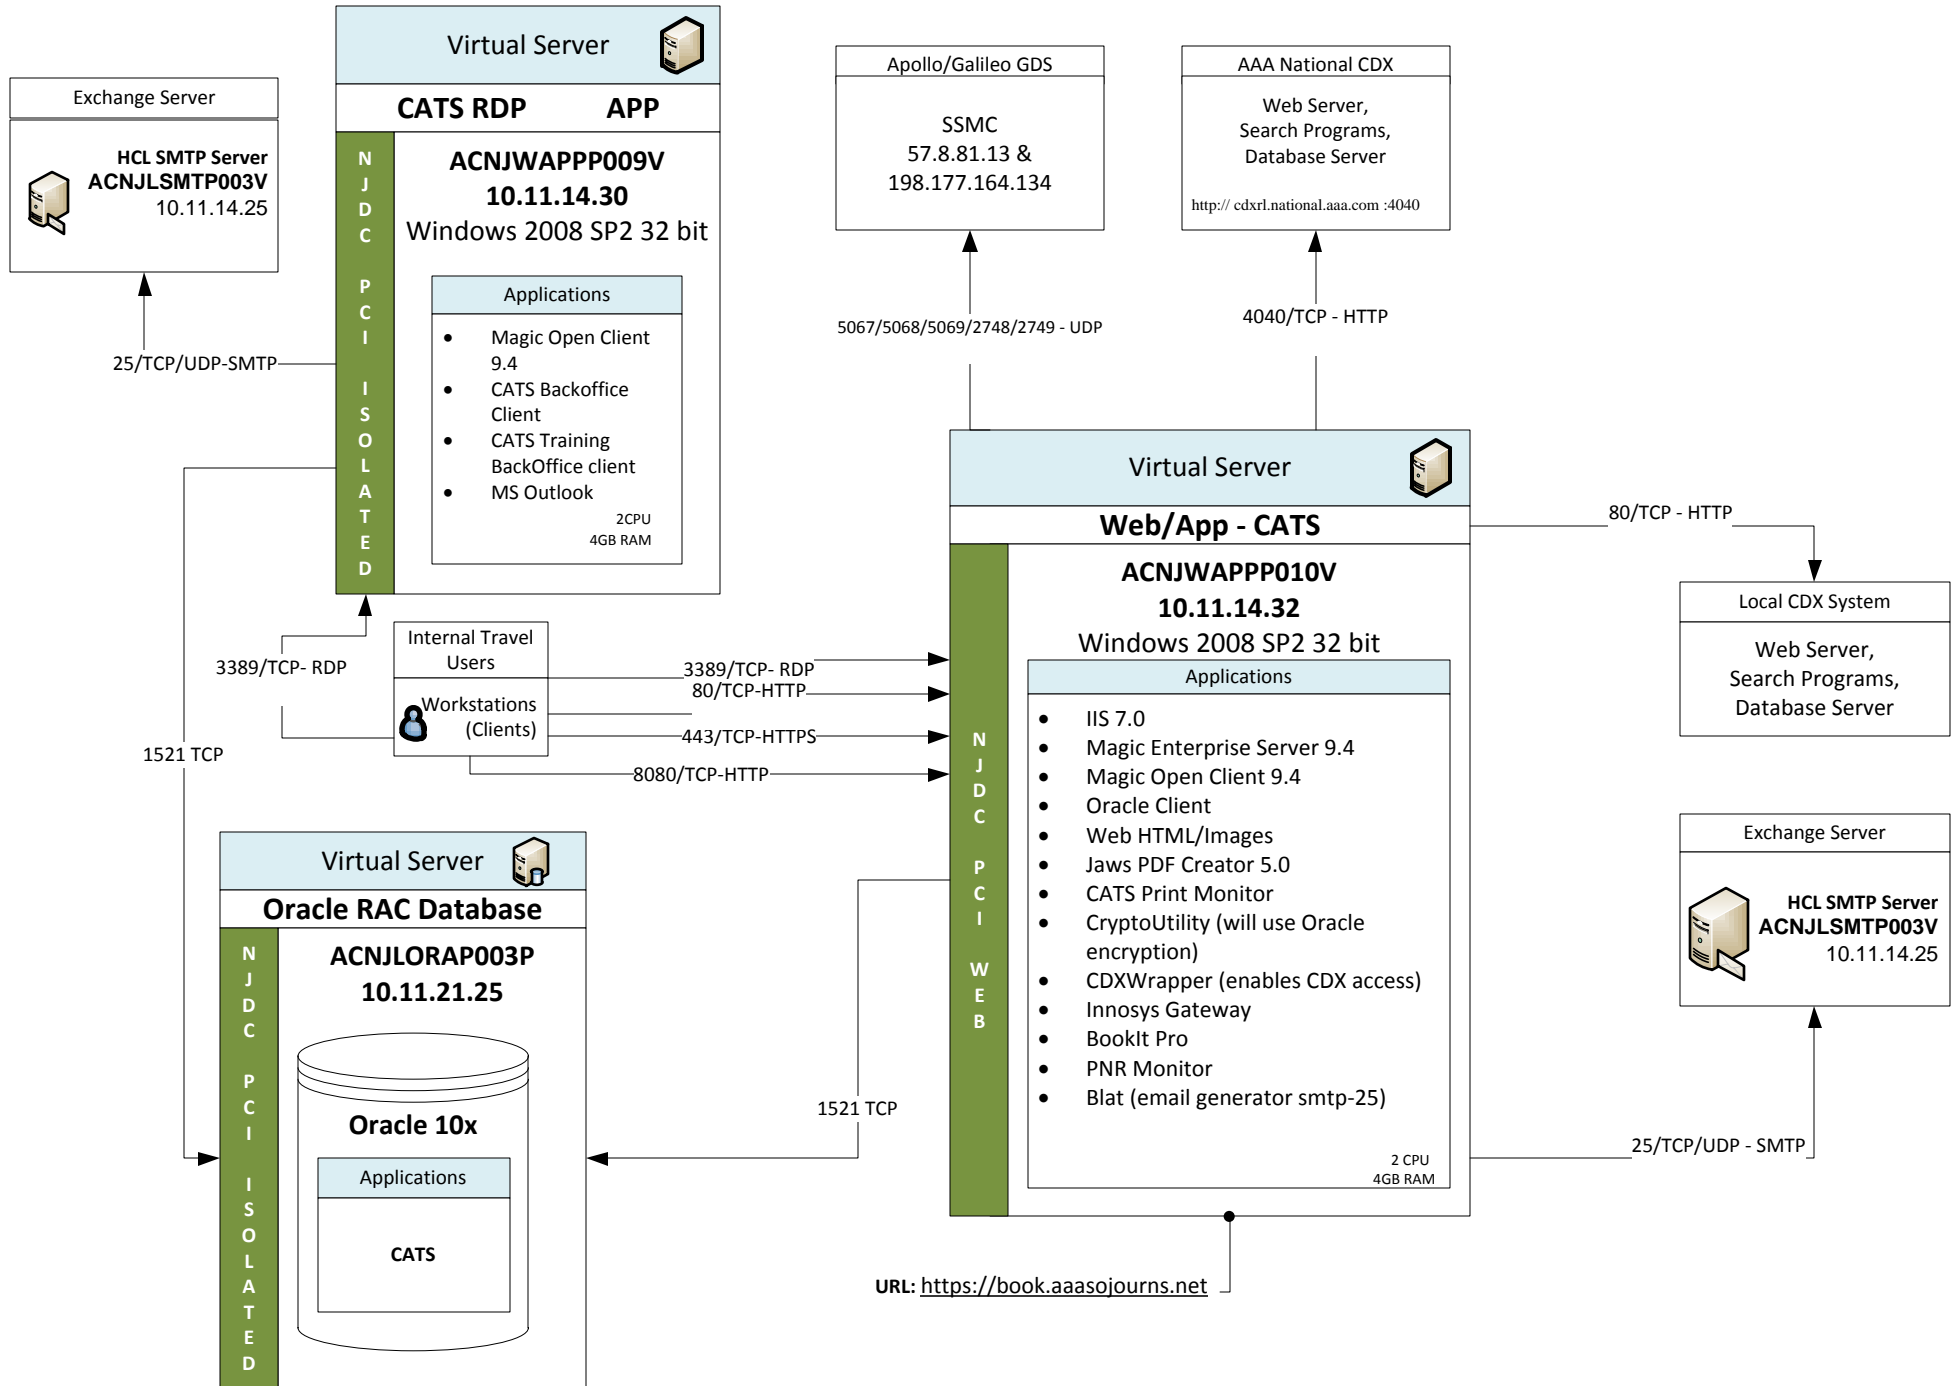 Exchange Server
HCL SMTP Server
ACNJLSMTP003V
10.11.14.25
25/TCP/UDP-SMTP
Virtual Server
CATS RDP APP
NJDC PCI ISOLATED
ACNJWAPPP009V
10.11.14.30
Windows 2008 SP2 32 bit
Applications
• Magic Open Client
9.4
• CATS Backoffice
Client
• CATS Training
BackOffice client
• MS Outlook
2CPU
4GB RAM
Apollo/Galileo GDS
SSMC
57.8.81.13 &
198.177.164.134
5067/5068/5069/2748/2749 - UDP
AAA National CDX
Web Server,
Search Programs,
Database Server
http:// cdxrl.national.aaa.com :4040
4040/TCP - HTTP
3389/TCP- RDP
Internal Travel
Users
Workstations
(Clients)
3389/TCP- RDP
80/TCP-HTTP
443/TCP-HTTPS
8080/TCP-HTTP
1521 TCP
Virtual Server
Web/App - CATS
NJDC PCI WEB
ACNJWAPPP010V
10.11.14.32
Windows 2008 SP2 32 bit
Applications
• IIS 7.0
• Magic Enterprise Server 9.4
• Magic Open Client 9.4
• Oracle Client
• Web HTML/Images
• Jaws PDF Creator 5.0
• CATS Print Monitor
• CryptoUtility (will use Oracle
encryption)
• CDXWrapper (enables CDX access)
• Innosys Gateway
• BookIt Pro
• PNR Monitor
• Blat (email generator smtp-25)
2 CPU
4GB RAM
80/TCP - HTTP
Local CDX System
Web Server,
Search Programs,
Database Server
Exchange Server
HCL SMTP Server
ACNJLSMTP003V
10.11.14.25
25/TCP/UDP - SMTP
Virtual Server
Oracle RAC Database
NJDC PCI ISOLATED
ACNJLORAP003P
10.11.21.25
Oracle 10x
Applications
CATS
1521 TCP
URL: https://book.aaasojourns.net